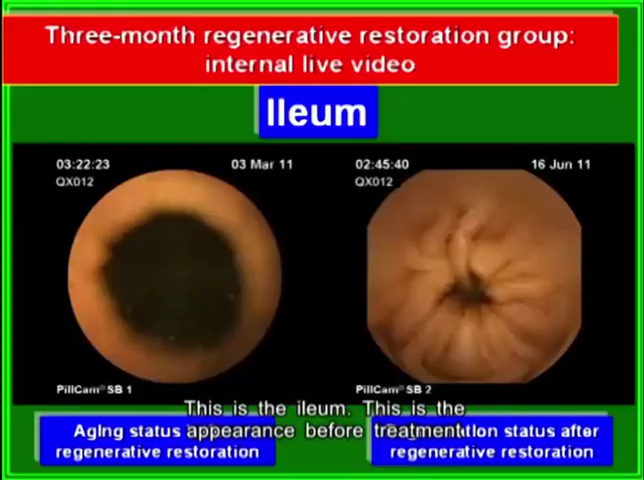 Three-month regenerative restoration group:
internal live video
Ileum
03:22:23
03 Mar 11
QX012
02:45:40
16 Jun 11
QX012
PillCam® SB 1
PillCam® SB 2
This is the ileum. This is the
appearance before treatment.
Aging status
regenerative restoration
status after
regenerative restoration